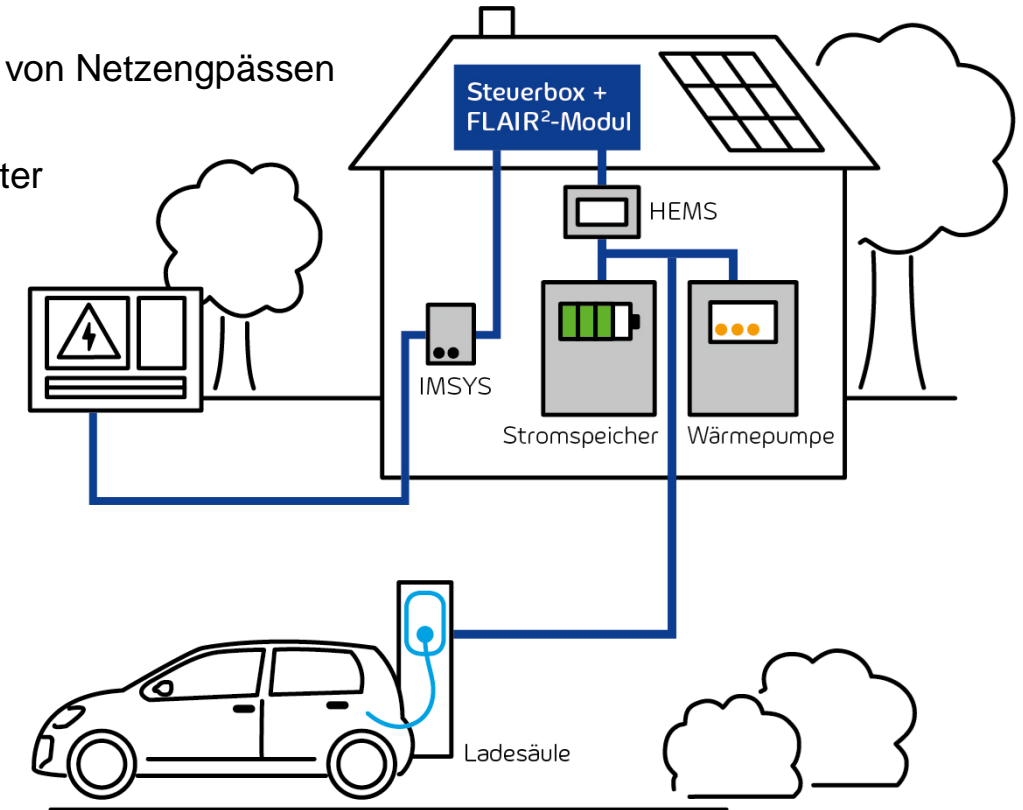 von Netzengpässen
ter
Steuerbox +
FLAIR²-Modul
HEMS
IMSYS
Stromspeicher
Wärmepumpe
Ladesäule